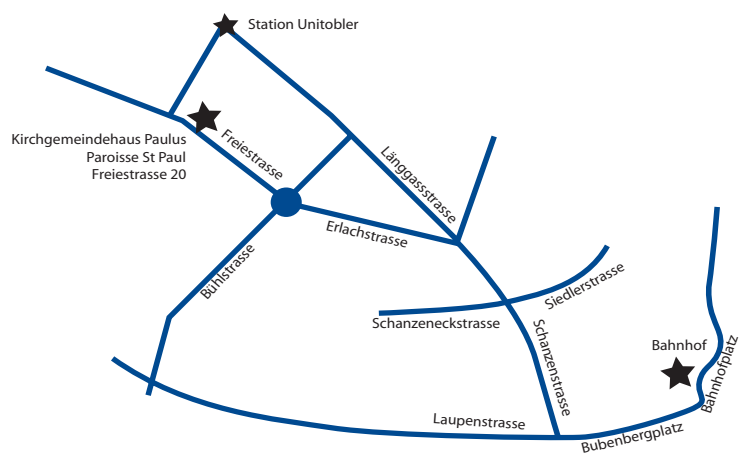 Station Unitobler
Kirchgemeindehaus Paulus
Paroisse St Paul
Freiestrasse 20
Freiestrasse
Länggassstrasse
Erlachstrasse
Bühlstrasse
Siedlerstrasse
Schanzeneckstrasse
Schanzenstrasse
Bahnhof
Bahnhofplatz
Laupenstrasse
Bubenbergplatz